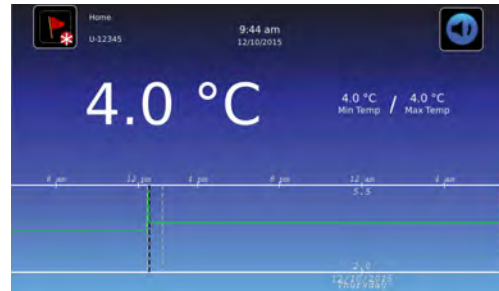 Home
U-12345
9:44 am
12/10/2015
4.0 °C
4.0 °C / 4.0 °C
Min Temp Max Temp
8 am 12 pm 4 pm 8 pm 12 am 4 am
5.5
2.0
12/10/2015
Thursday